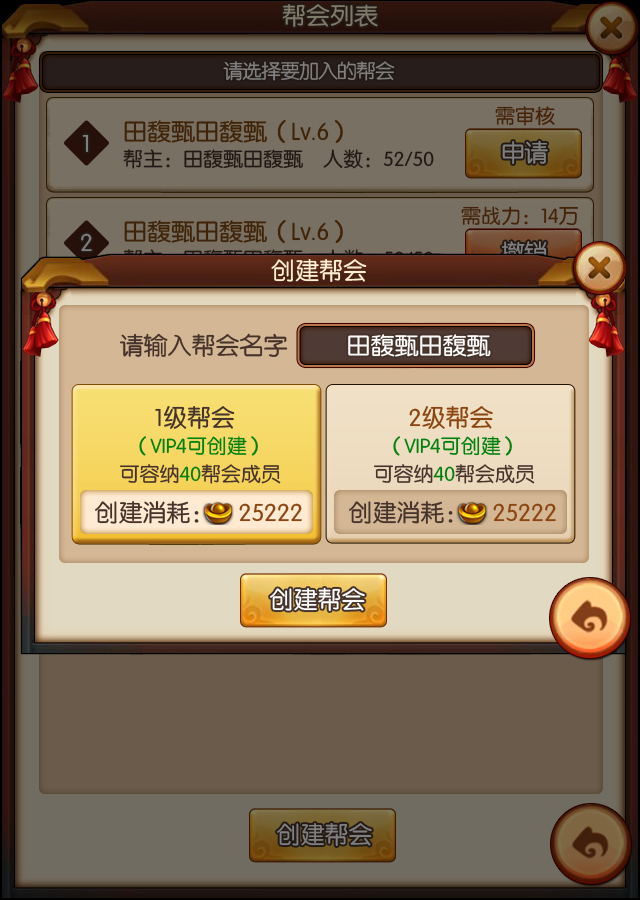 帮会列表
请选择要加入的帮会
1
田馥甄田馥甄（Lv.6）
帮主：田馥甄田馥甄 人数：52/50
需审核
申请
2
田馥甄田馥甄（Lv.6）
需战力：14万
撤销
创建帮会
请输入帮会名字 田馥甄田馥甄
1级帮会
（VIP4可创建）
可容纳40帮会成员
创建消耗: 25222
2级帮会
（VIP4可创建）
可容纳40帮会成员
创建消耗: 25222
创建帮会
创建帮会